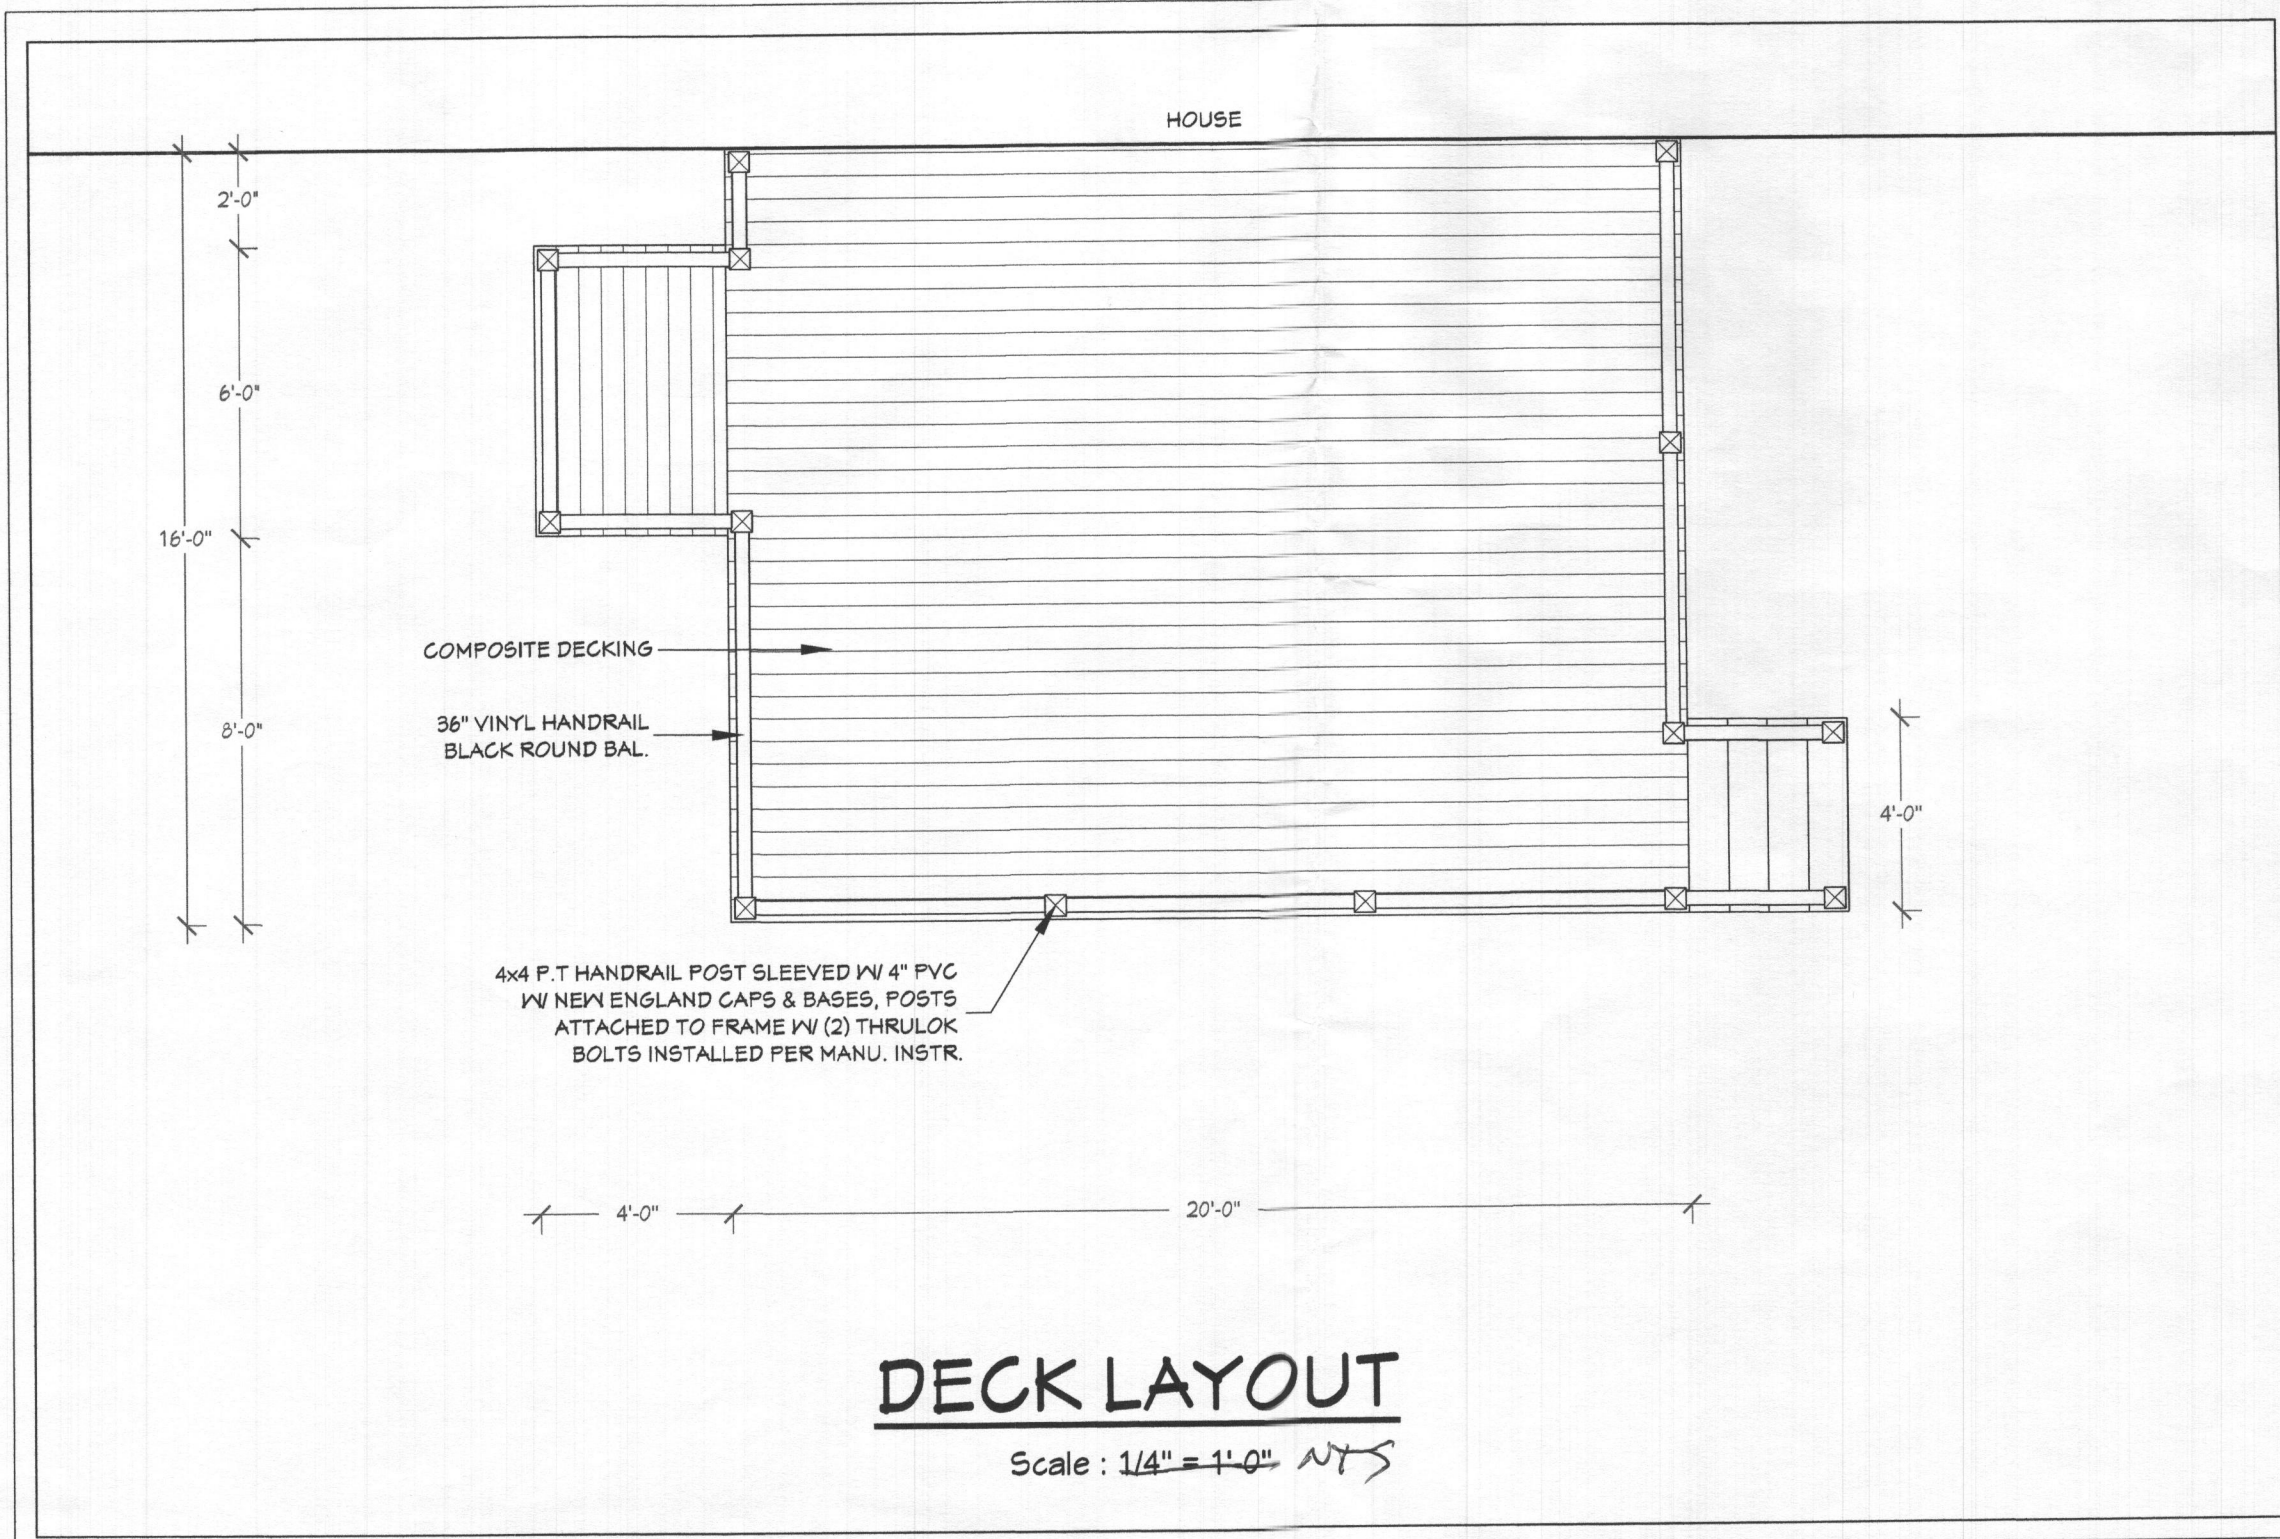 HOUSE
2'-0"
6'-0"
16'-0"
8'-0"
COMPOSITE DECKING
36" VINYL HANDRAIL
BLACK ROUND BAL.
4'-0"
4x4 P.T HANDRAIL POST SLEEVED W/ 4" PVC
W/ NEW ENGLAND CAPS & BASES, POSTS
ATTACHED TO FRAME W/ (2) THRULOK
BOLTS INSTALLED PER MANU. INSTR.
4'-0"
20'-0"
DECK LAYOUT
Scale : 1/4" = 1'-0" NTS